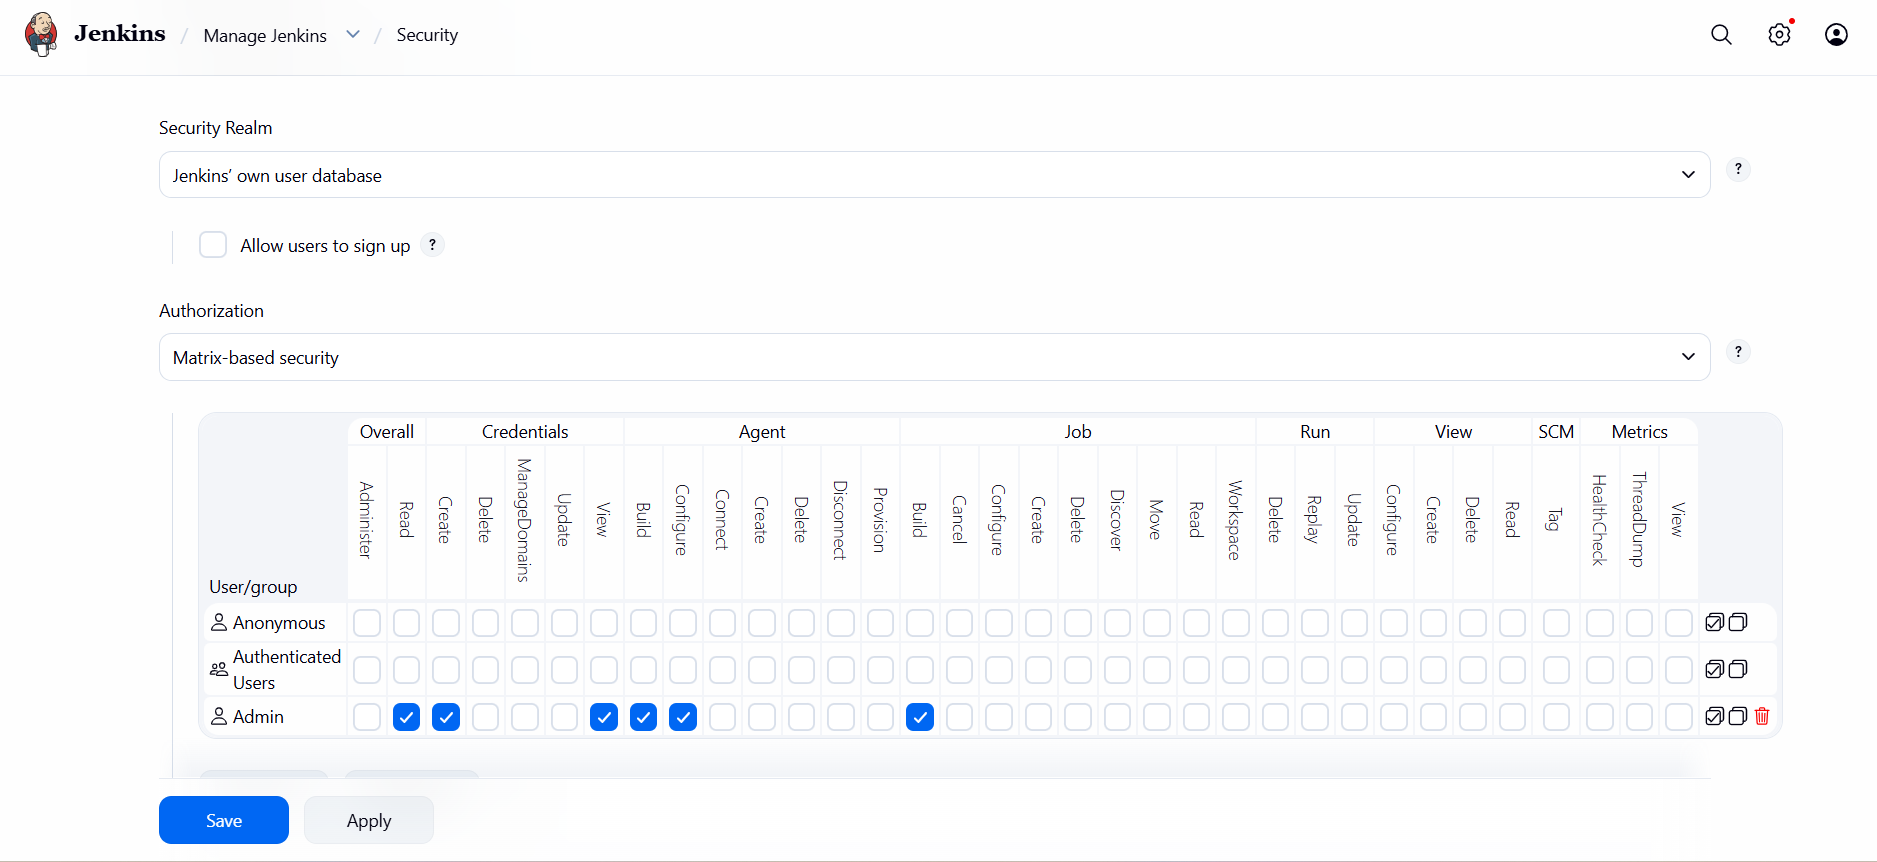 Jenkins / Manage Jenkins / Security
Security Realm
Jenkins’ own user database
?
Allow users to sign up ?
Authorization
Matrix-based security
?
Overall Credentials Agent Job Run View SCM Metrics
User/group Administer Read Create Delete ManageDomains Update View Build Configure Connect Create Delete Disconnect Provision Build Cancel Configure Create Delete Discover Move Read Workspace Delete Replay Update Configure Create Delete Read Tag HealthCheck ThreadDump View
Anonymous
Authenticated
Users
Admin
Save Apply